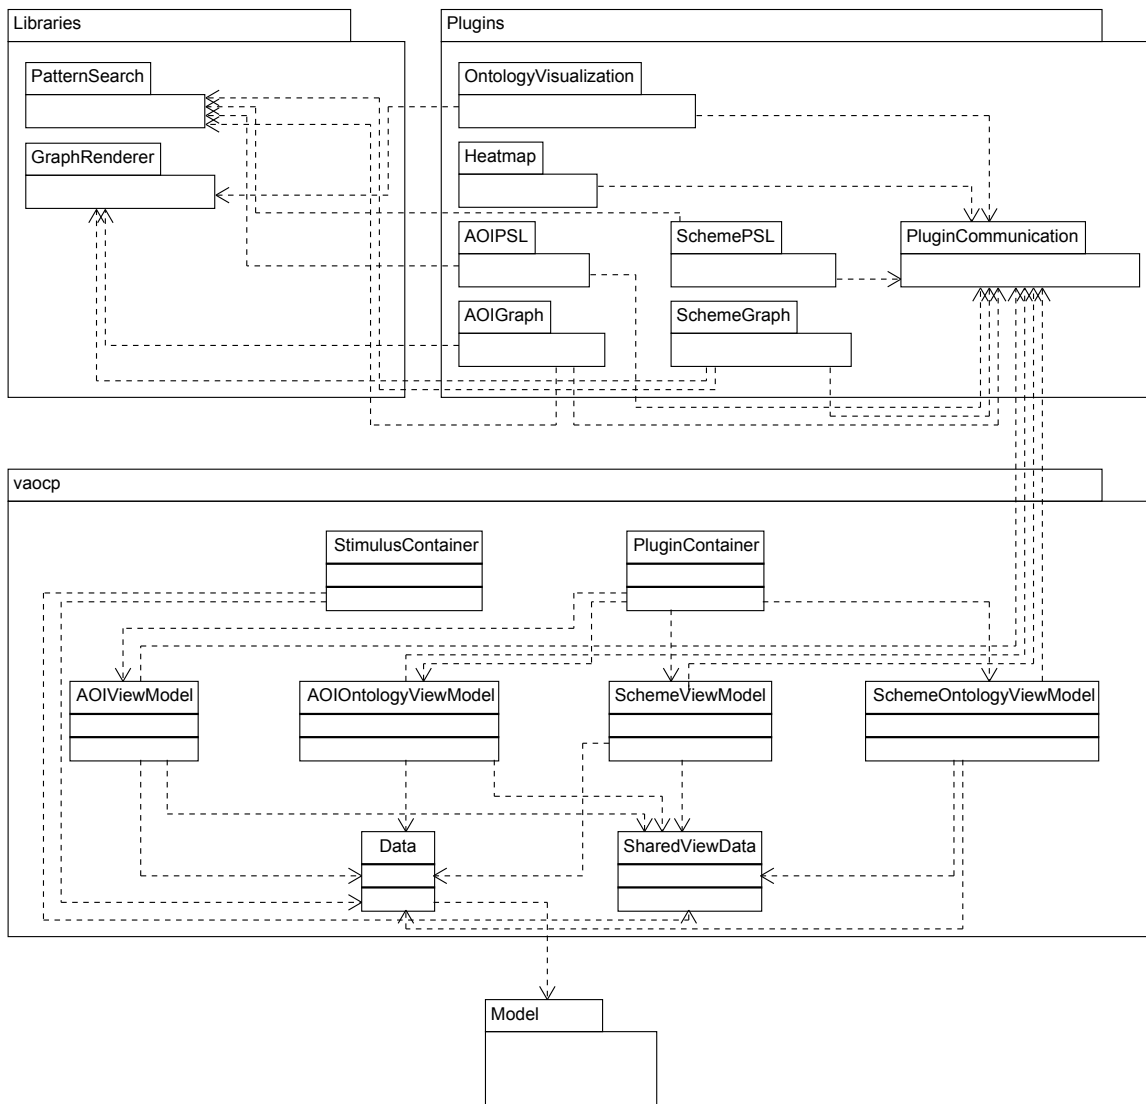 Libraries
Plugins
PatternSearch
OntologyVisualization
GraphRenderer
Heatmap
AOIPSL
SchemePSL
PluginCommunication
AOIGraph
SchemeGraph
vaocp
StimulusContainer
PluginContainer
AOIViewModel
AOIOntologyViewModel
SchemeViewModel
SchemeOntologyViewModel
Data
SharedViewData
Model